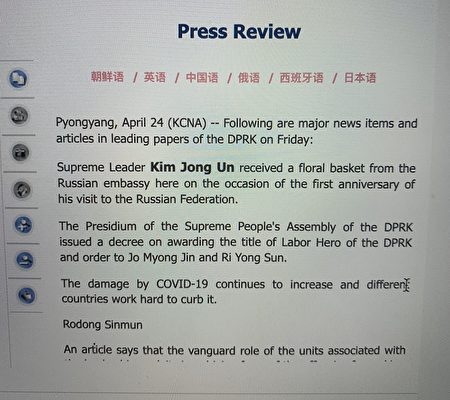 Press Review
朝鲜语 / 英语 / 中国语 / 俄语 / 西班牙语 / 日本语
Pyongyang, April 24 (KCNA) -- Following are major news items and
articles in leading papers of the DPRK on Friday:
Supreme Leader Kim Jong Un received a floral basket from the
Russian embassy here on the occasion of the first anniversary of
his visit to the Russian Federation.
The Presidium of the Supreme People's Assembly of the DPRK
issued a decree on awarding the title of Labor Hero of the DPRK
and order to Jo Myong Jin and Ri Yong Sun.
The damage by COVID-19 continues to increase and different
countries work hard to curb it.
Rodong Sinmun
An article says that the vanguard role of the units associated with